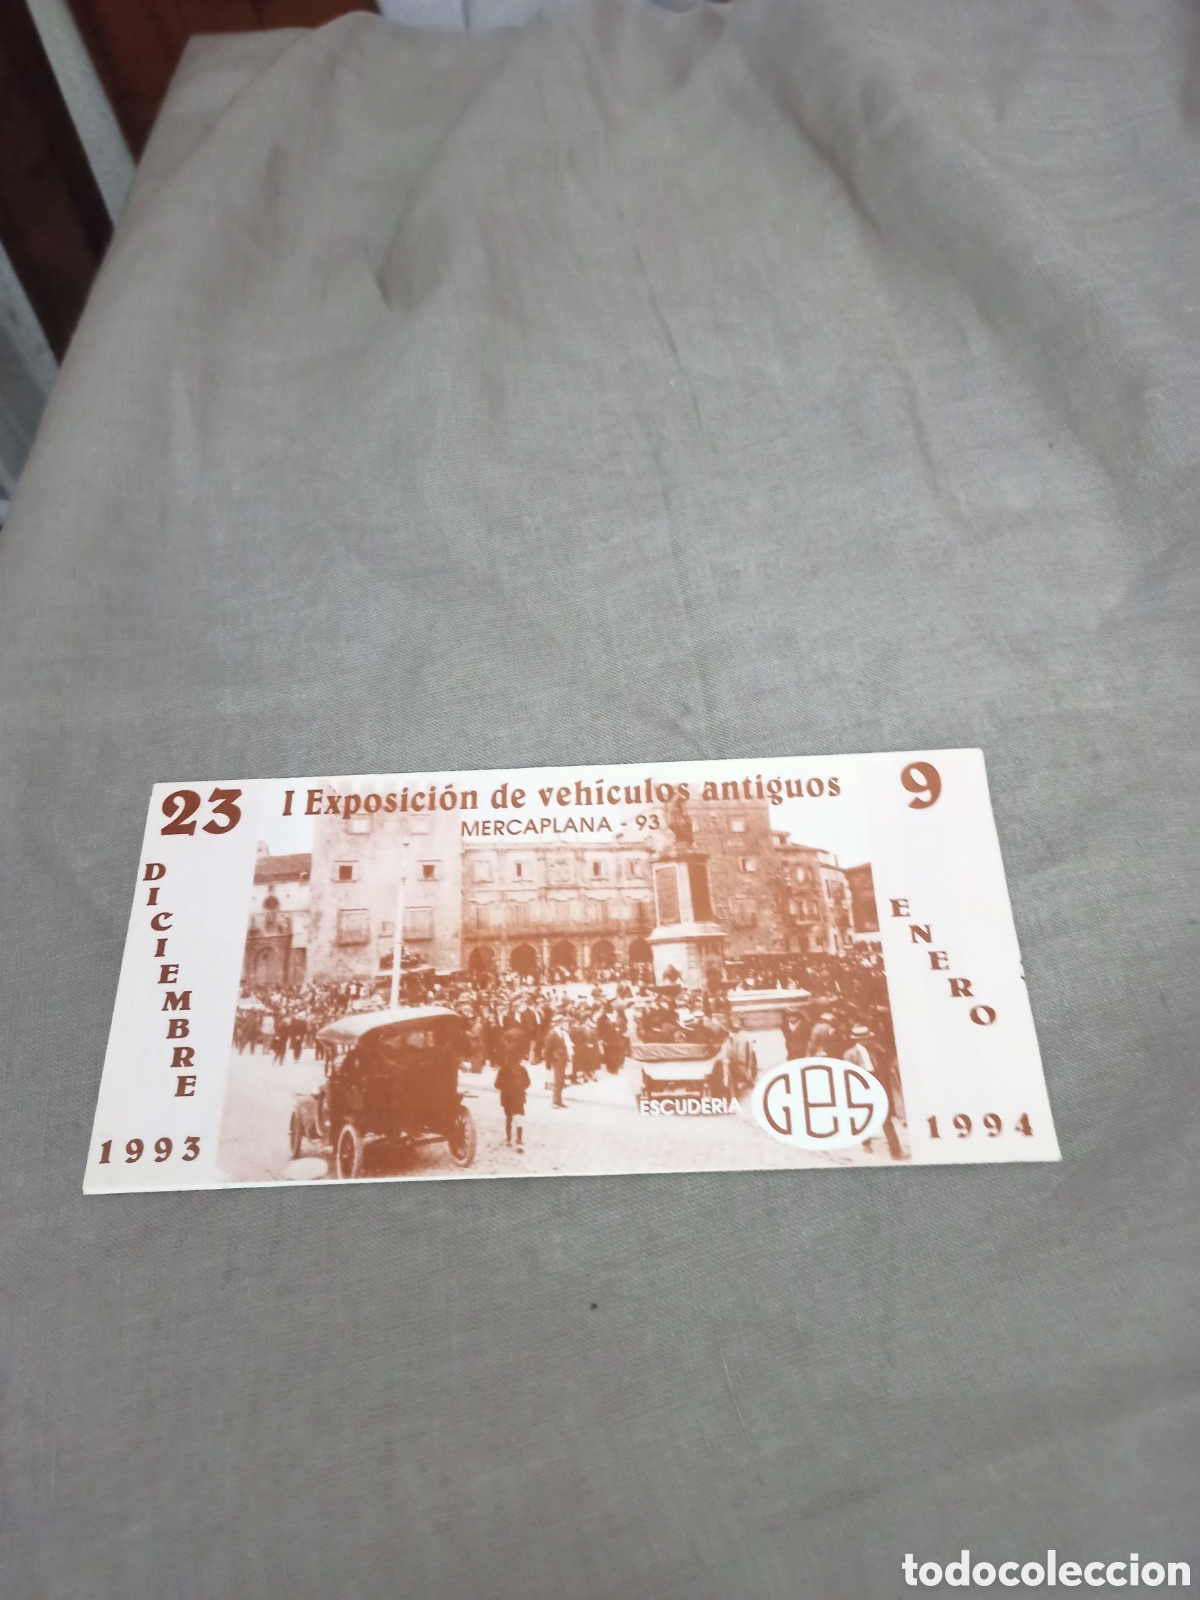 23
I Exposición de vehículos antiguos
9
MERCAPLANA - 93
DICIEMBRE
ENERO
ESCUDERIA GES
1993
1994
todocoleccion